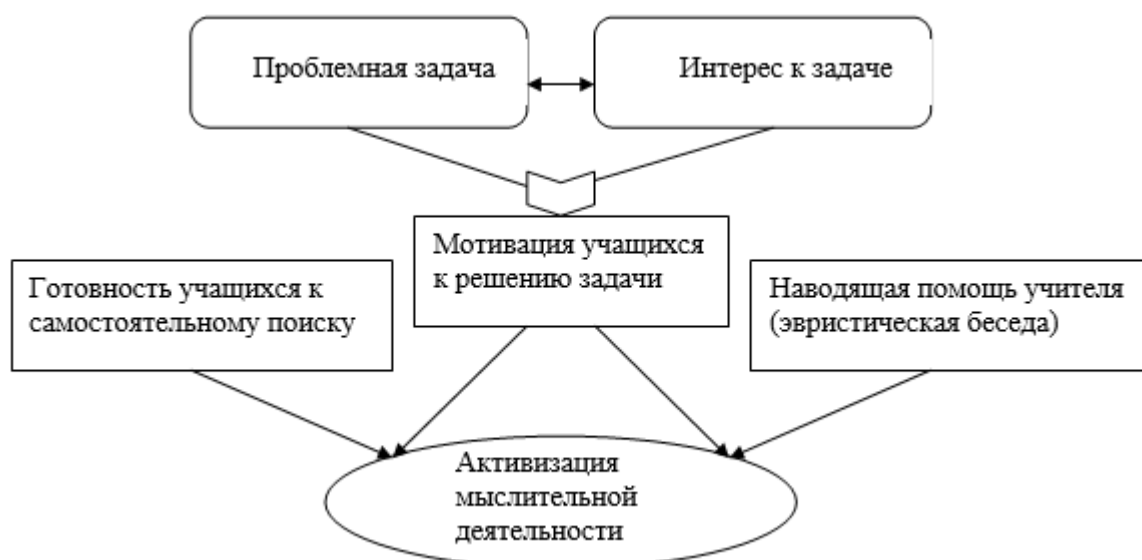 Проблемная задача
Интерес к задаче
Мотивация учащихся
к решению задачи
Готовность учащихся к
самостоятельному поиску
Наводящая помощь учителя
(эвристическая беседа)
Активизация
мыслительной
деятельности